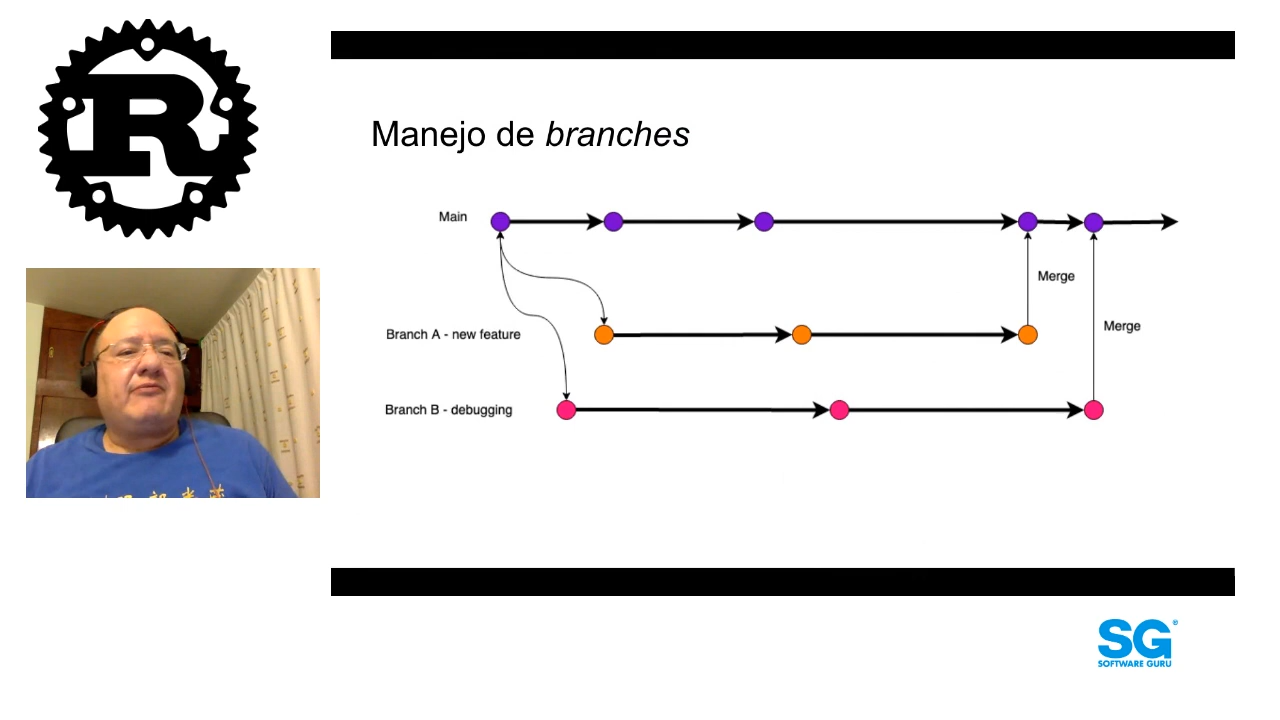 R
Manejo de branches
Main
Merge
Branch A - new feature
Merge
Branch B - debugging
SG®
SOFTWARE GURU